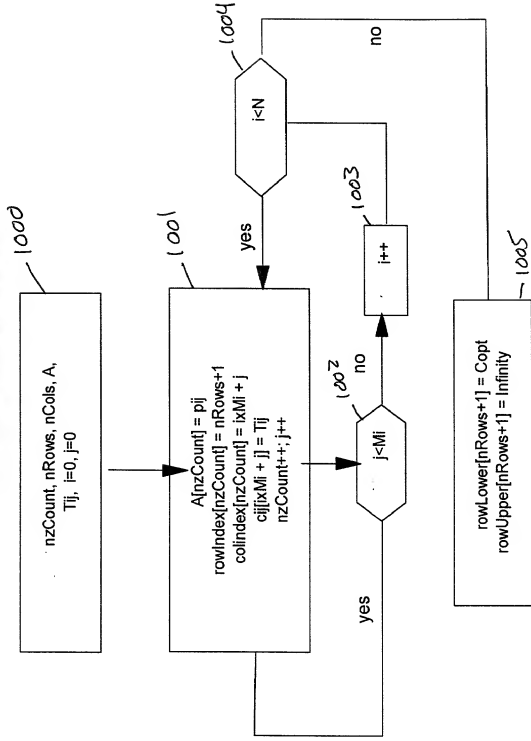 1000
nzCount, nRows, nCols, A,
Tij, i=0, j=0
1001
A[nzCount] = pij
rowIndex[nzCount] = nRows+1
colindex[nzCount] = ixMi + j
cij[ixMi + j] = Tij
nzCount++; j++
yes
1004
i<N
no
1002
j<Mi
no
yes
1003
i++
rowLower[nRows+1] = Copt
rowUpper[nRows+1] = Infinity
1005